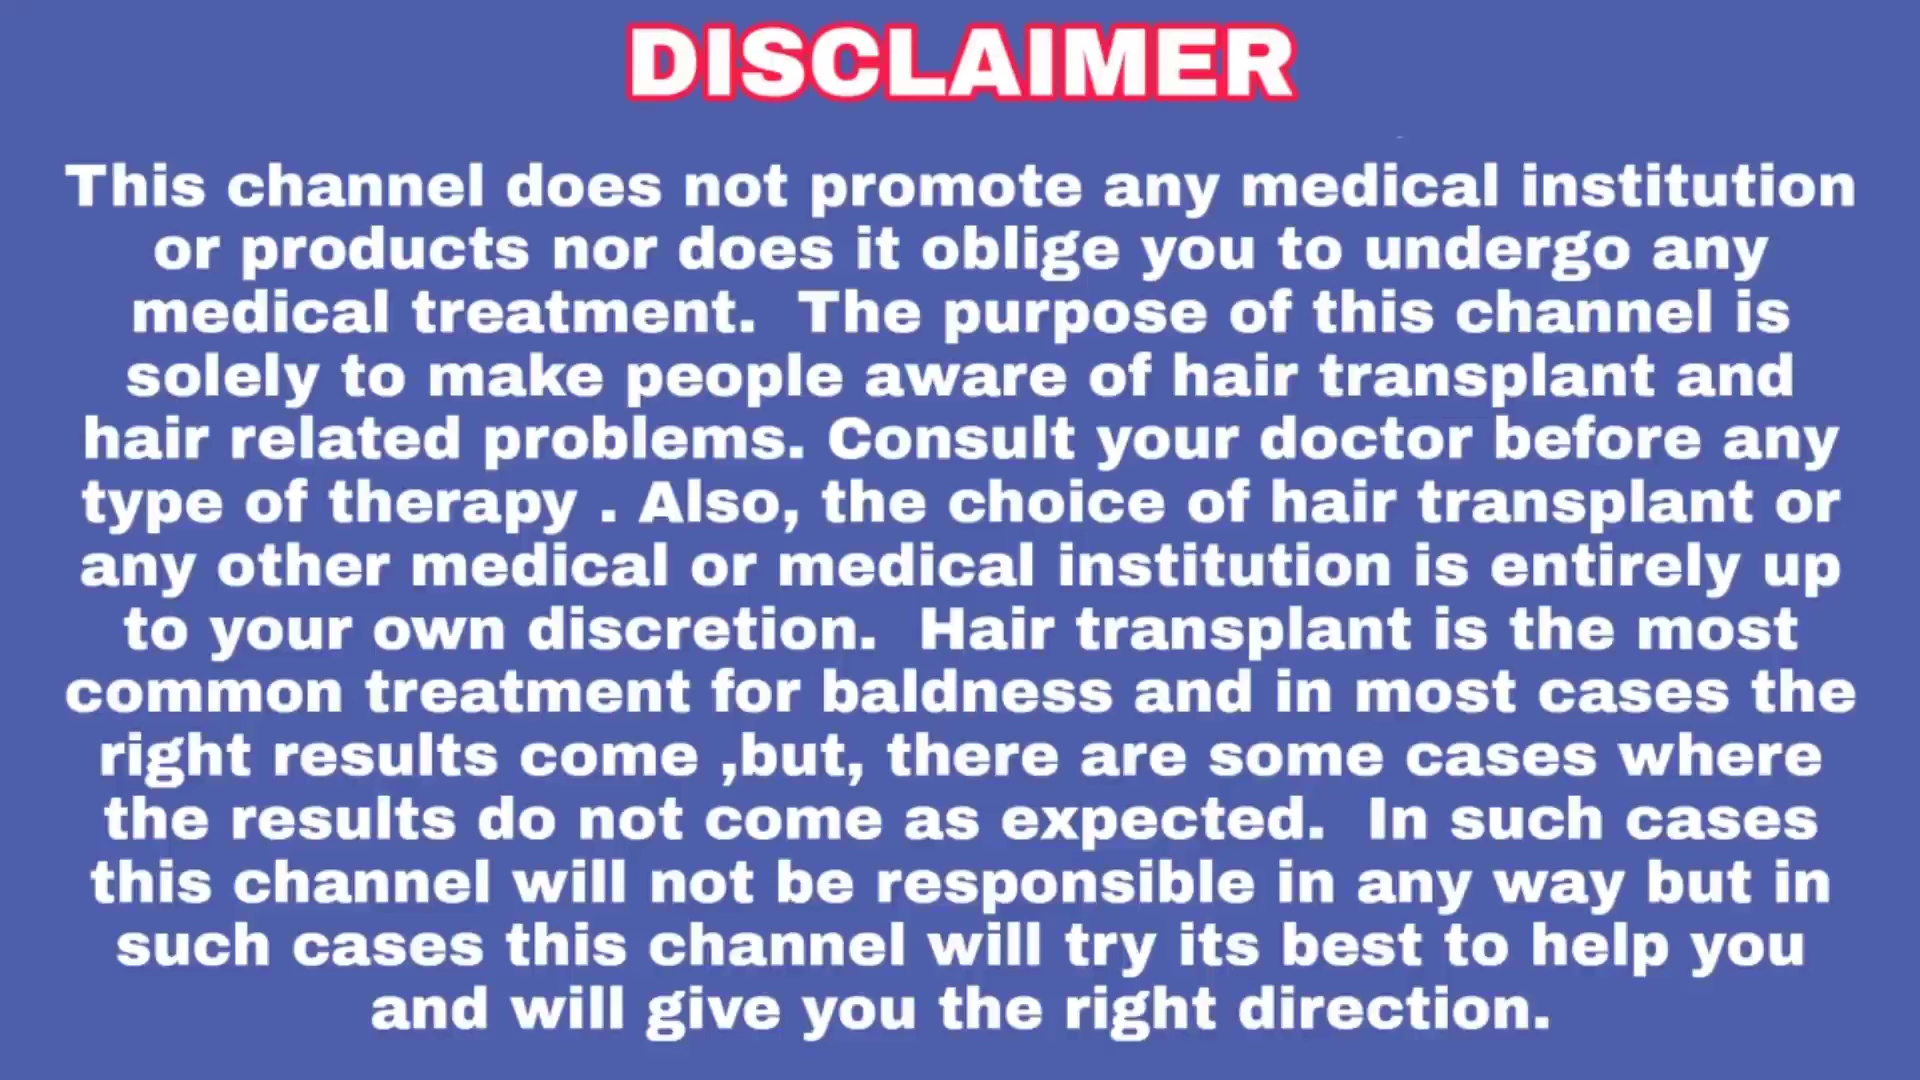 DISCLAIMER
This channel does not promote any medical institution
or products nor does it oblige you to undergo any
medical treatment.  The purpose of this channel is
solely to make people aware of hair transplant and
hair related problems. Consult your doctor before any
type of therapy . Also, the choice of hair transplant or
any other medical or medical institution is entirely up
to your own discretion.  Hair transplant is the most
common treatment for baldness and in most cases the
right results come ,but, there are some cases where
the results do not come as expected.  In such cases
this channel will not be responsible in any way but in
such cases this channel will try its best to help you
and will give you the right direction.